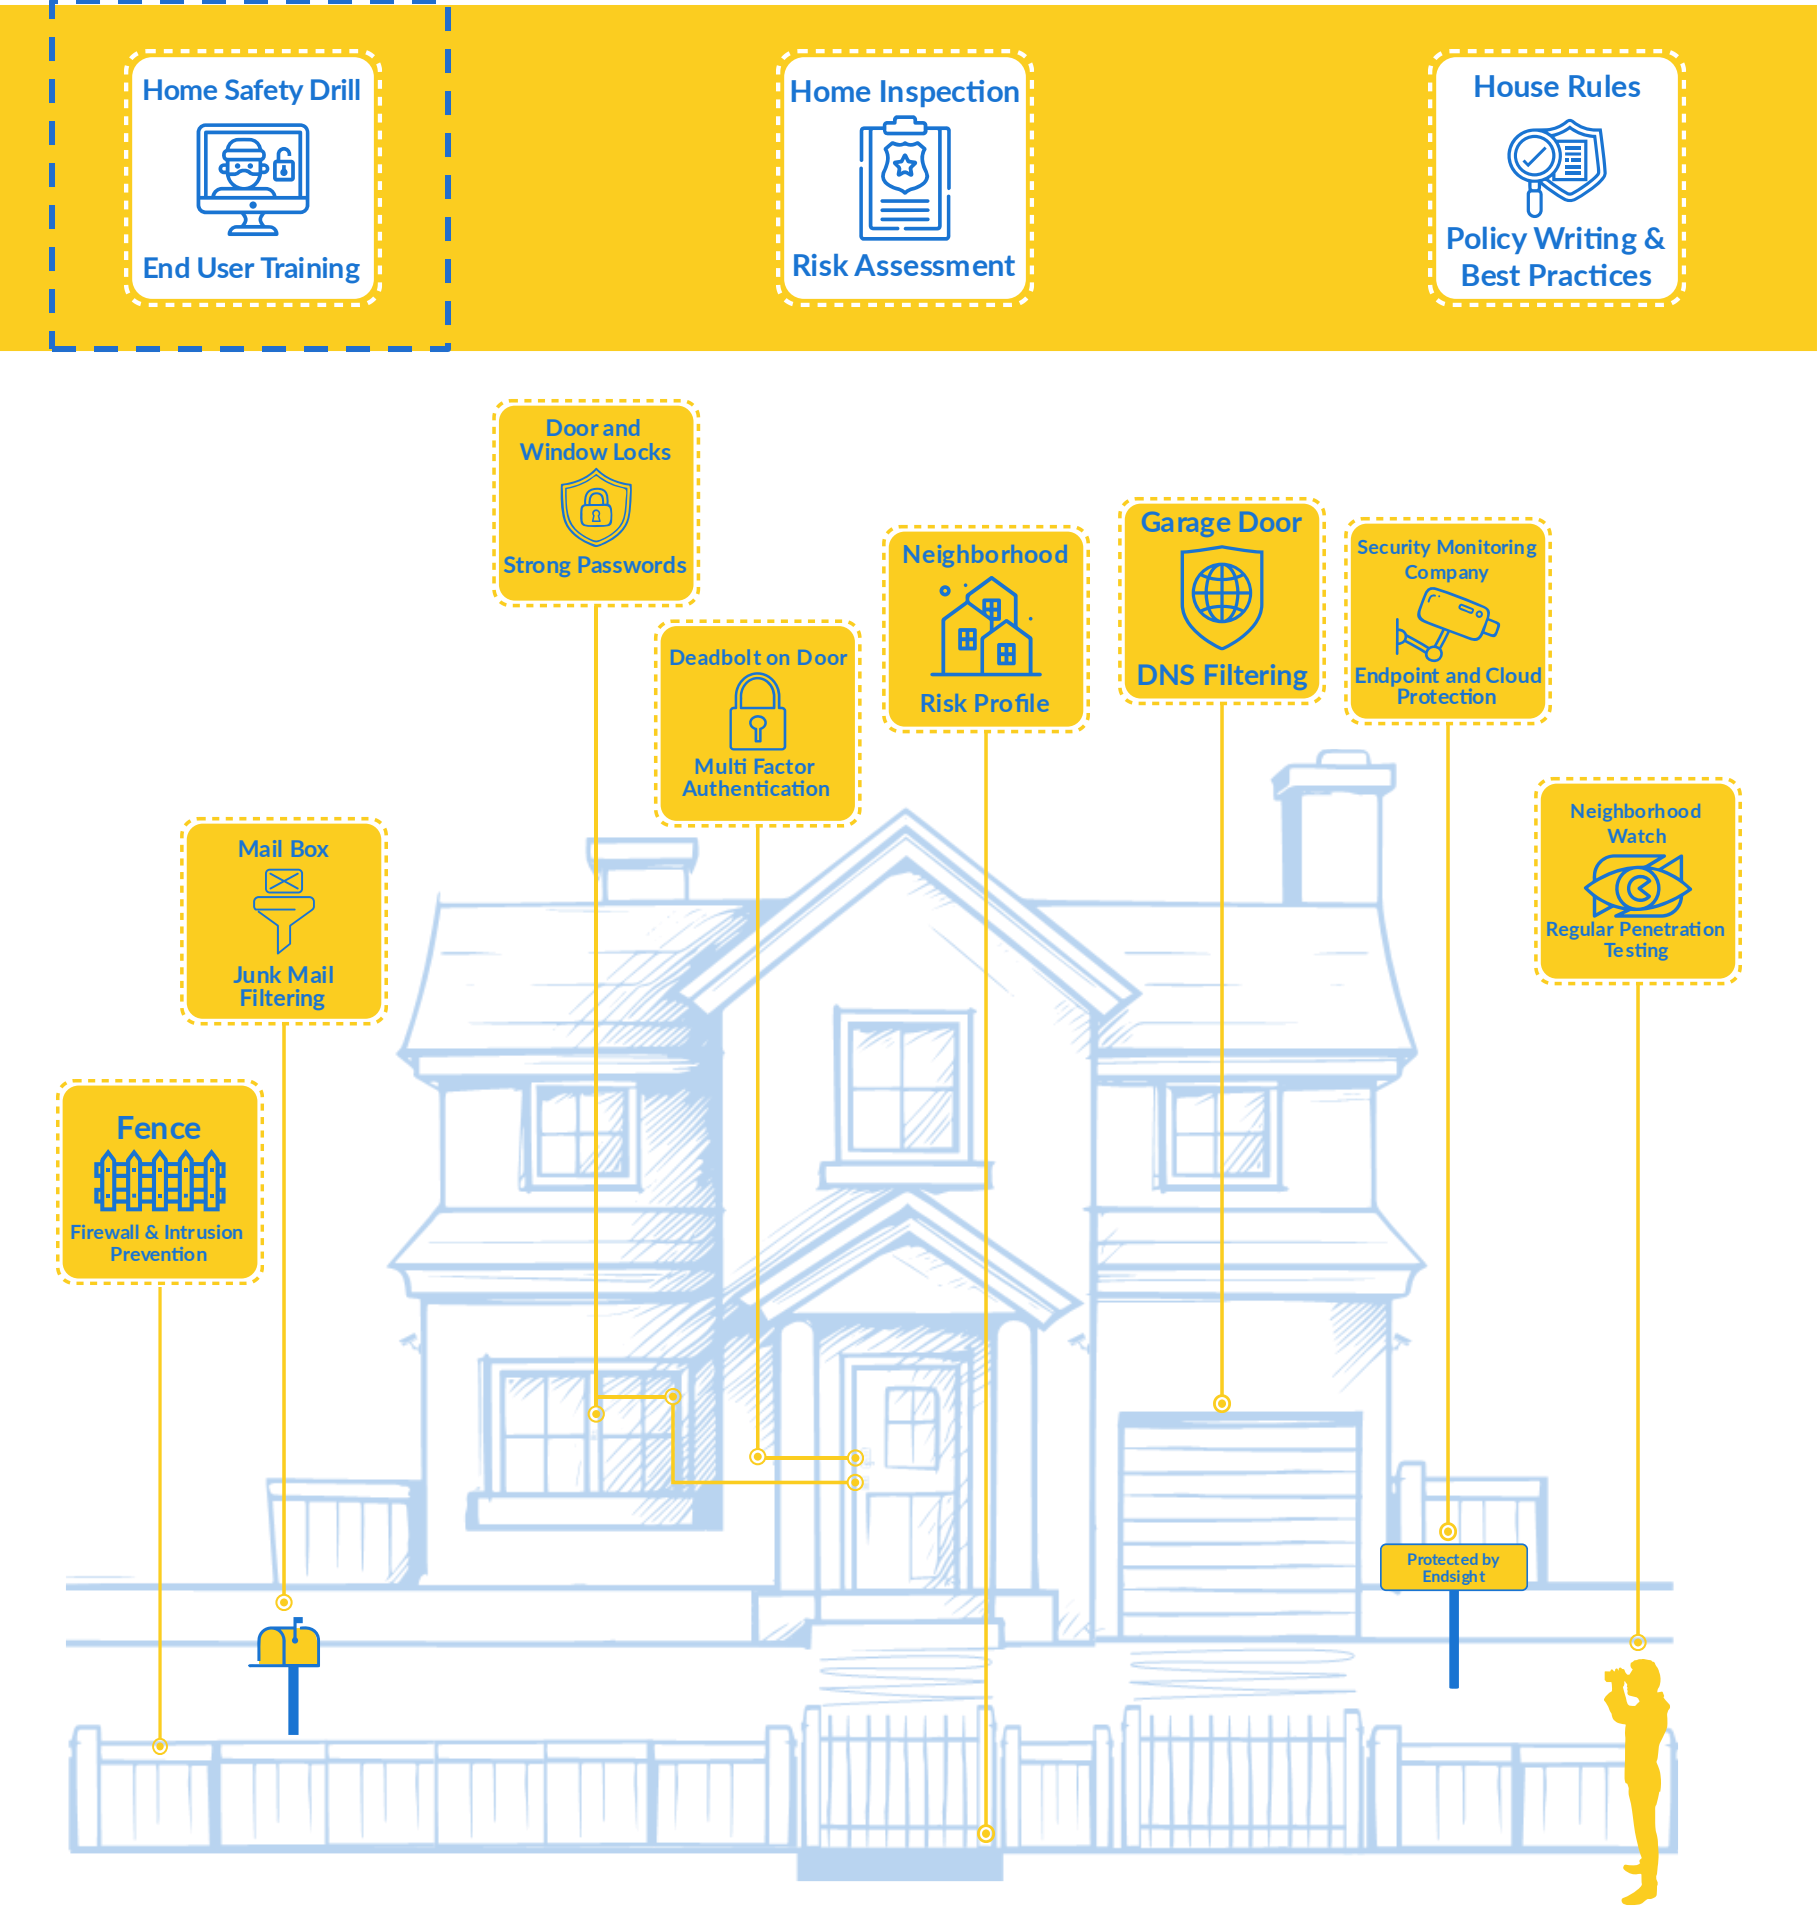 Home Safety Drill
End User Training
Home Inspection
Risk Assessment
House Rules
Policy Writing &
Best Practices
Door and
Window Locks
Strong Passwords
Deadbolt on Door
Multi Factor
Authentication
Neighborhood
Risk Profile
Garage Door
DNS Filtering
Security Monitoring
Company
Endpoint and Cloud
Protection
Neighborhood
Watch
Regular Penetration
Testing
Mail Box
Junk Mail
Filtering
Fence
Firewall & Intrusion
Prevention
Protected by
Endsight